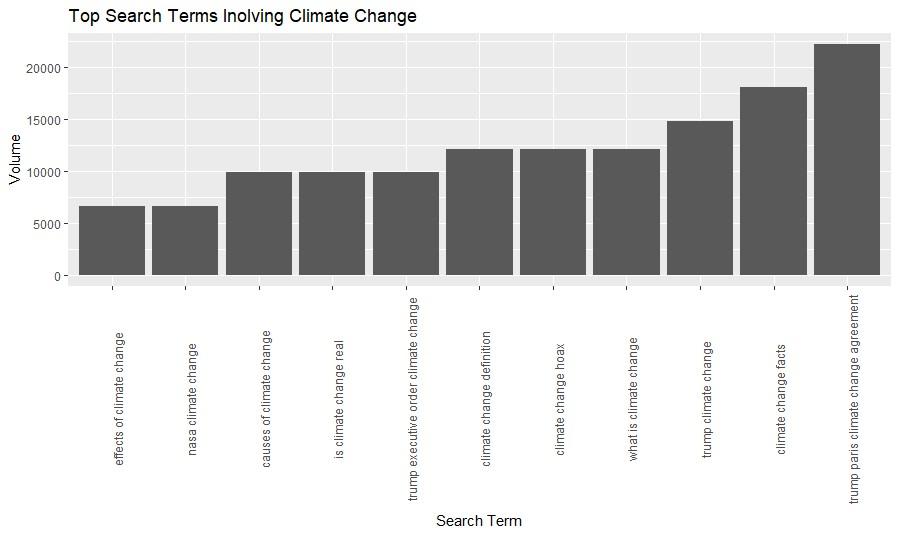 Top Search Terms Inolving Climate Change
Volume
20000
15000
10000
5000
0
effects of climate change
nasa climate change
causes of climate change
is climate change real
trump executive order climate change
climate change definition
climate change hoax
what is climate change
trump climate change
climate change facts
trump paris climate change agreement
Search Term